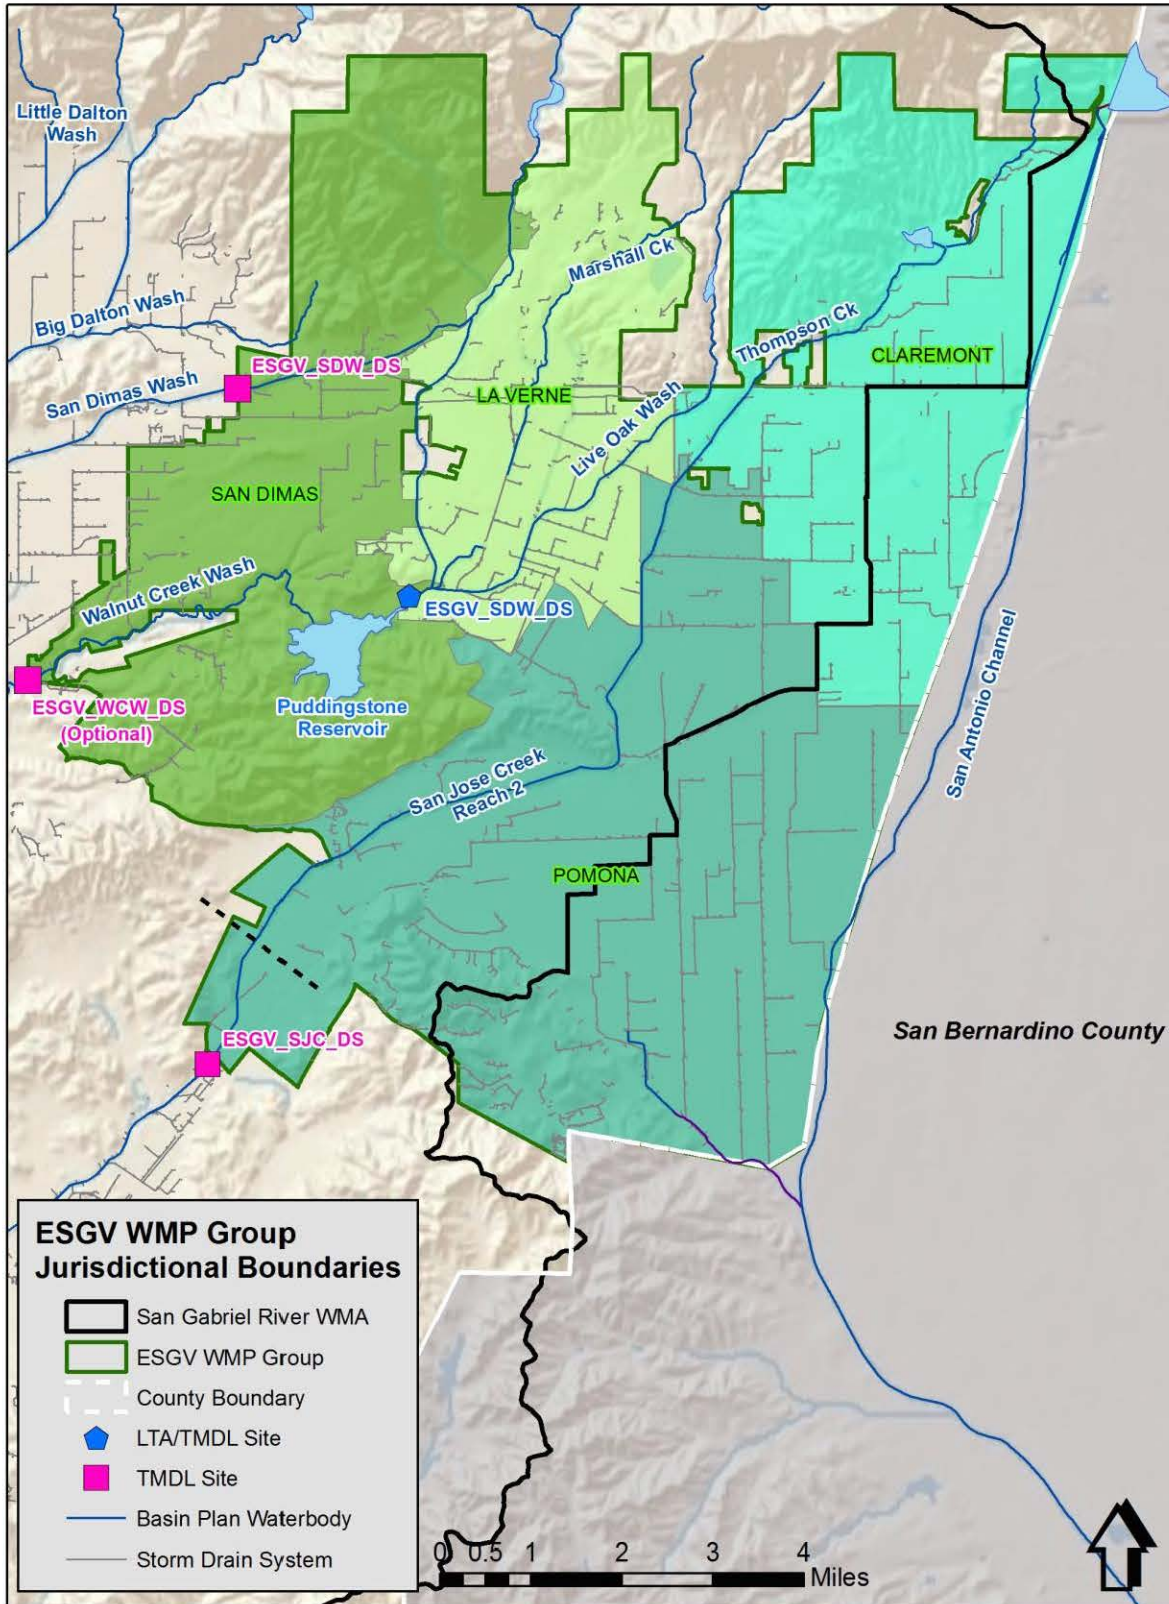 Little Dalton
Wash
Marshall Ck
Big Dalton Wash
Thompson Ck
CLAREMONT
ESGV_SDW_DS
San Dimas Wash
LA VERNE
Live Oak Wash
SAN DIMAS
Walnut Creek Wash
ESGV_SDW_DS
ESGV_WCW_DS
(Optional)
Puddingstone
Reservoir
San Antonio Channel
San Jose Creek
Reach 2
POMONA
San Bernardino County
ESGV_SJC_DS
ESGV WMP Group
Jurisdictional Boundaries
San Gabriel River WMA
ESGV WMP Group
County Boundary
LTA/TMDL Site
TMDL Site
Basin Plan Waterbody
Storm Drain System
0 0.5 1 2 3 4
Miles